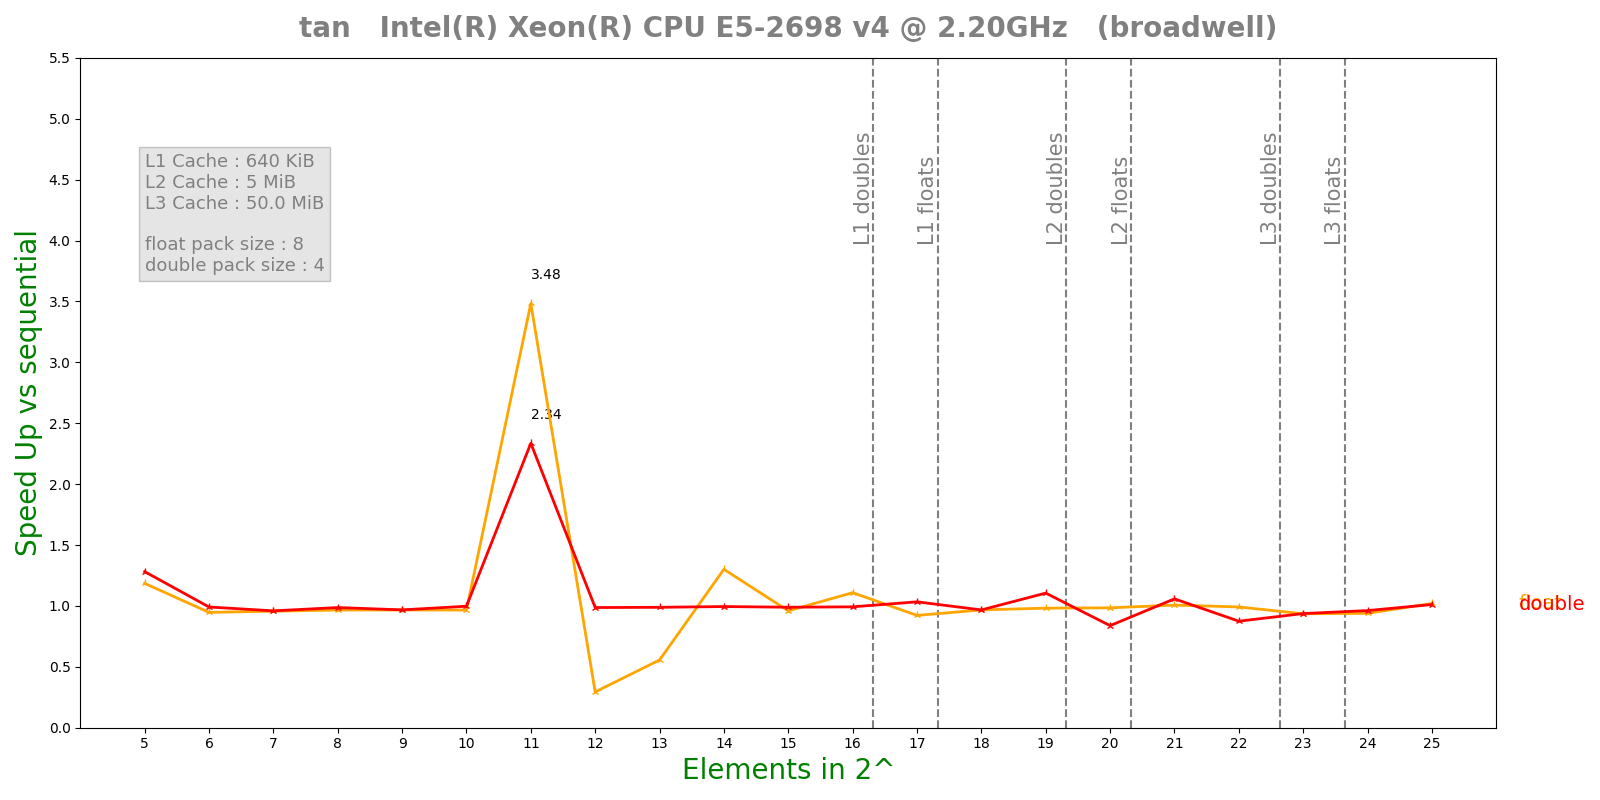 tan Intel(R) Xeon(R) CPU E5-2698 v4 @ 2.20GHz (broadwell)
Speed Up vs sequential
5.5
5.0
4.5
4.0
3.5
3.0
2.5
2.0
1.5
1.0
0.5
0.0
L1 Cache : 640 KiB
L2 Cache : 5 MiB
L3 Cache : 50.0 MiB
float pack size : 8
double pack size : 4
3.48
2.34
L1 doubles
L1 floats
L2 doubles
L2 floats
L3 doubles
L3 floats
double
5 6 7 8 9 10 11 12 13 14 15 16 17 18 19 20 21 22 23 24 25
Elements in 2^